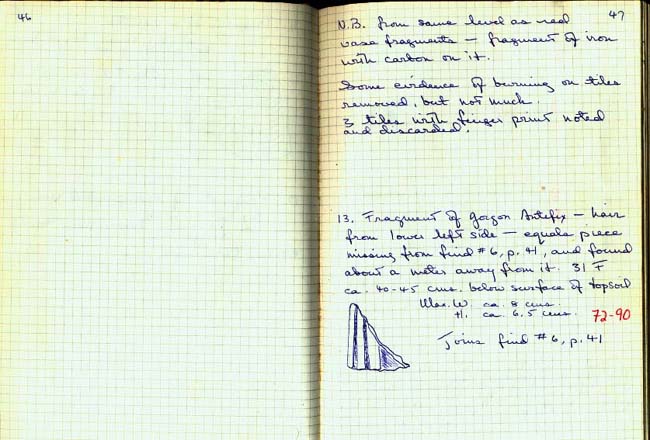 46
47
N.B. from same level as red
vase fragments — fragment of iron
with carbon on it.
Some evidence of burning on tiles
removed, but not much.
3 tiles with finger print noted
and discarded.
13. Fragment of gorgon Antefix — hair
from lower left side — equals piece
missing from find #6, p. 41, and found
about a meter away from it. 31 F
ca. 40-45 cms. below surface of topsoil
Max. W. ca. 8 cms.
H. ca. 6.5 cms.
72-90
Joins find #6, p. 41